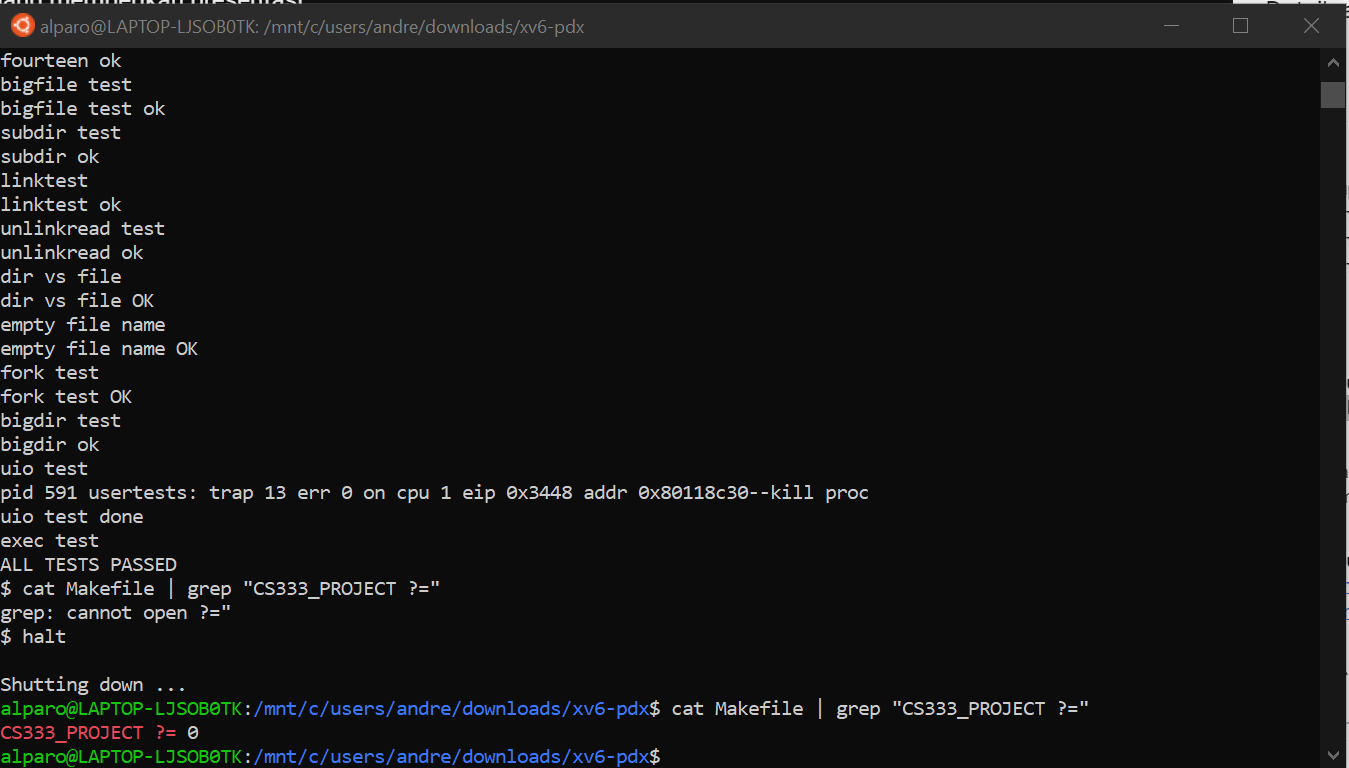 alparo@LAPTOP-LJSOB0TK: /mnt/c/users/andre/downloads/xv6-pdx
fourteen ok
bigfile test
bigfile test ok
subdir test
subdir ok
linktest
linktest ok
unlinkread test
unlinkread ok
dir vs file
dir vs file OK
empty file name
empty file name OK
fork test
fork test OK
bigdir test
bigdir ok
uio test
pid 591 usertests: trap 13 err 0 on cpu 1 eip 0x3448 addr 0x80118c30--kill proc
uio test done
exec test
ALL TESTS PASSED
$ cat Makefile | grep "CS333_PROJECT ?="
grep: cannot open ?="
$ halt
Shutting down ...
alparo@LAPTOP-LJSOB0TK:/mnt/c/users/andre/downloads/xv6-pdx$ cat Makefile | grep "CS333_PROJECT ?="
CS333_PROJECT ?= 0
alparo@LAPTOP-LJSOB0TK:/mnt/c/users/andre/downloads/xv6-pdx$